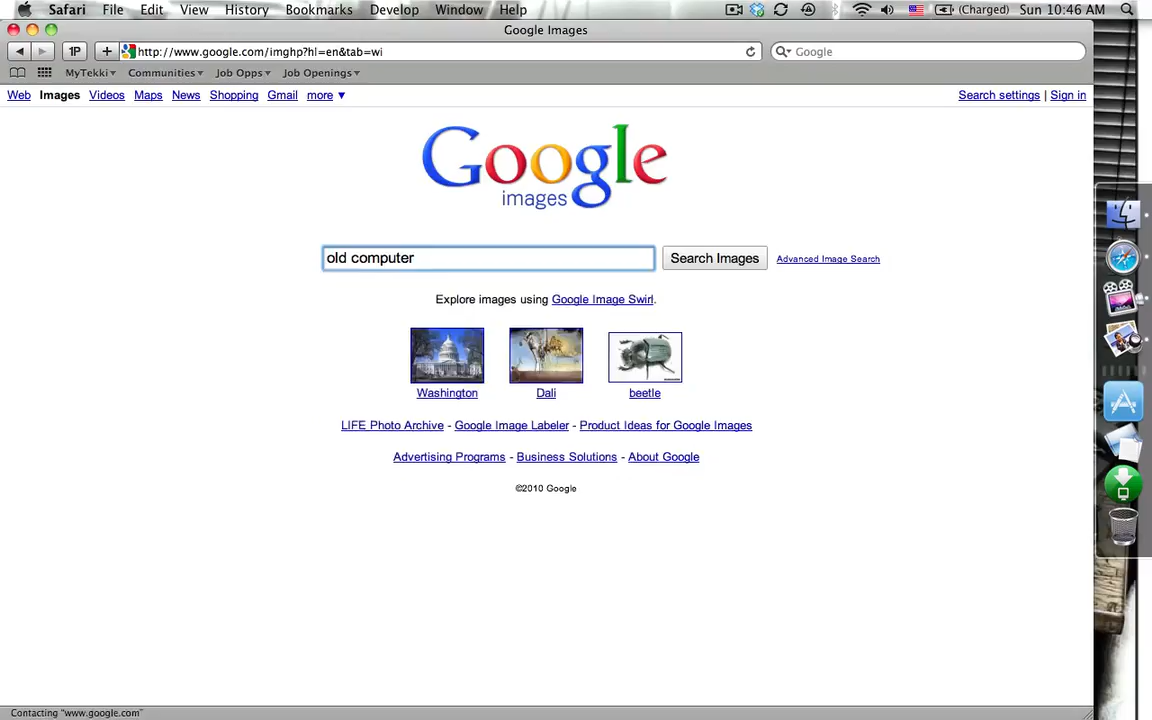 Safari File Edit View History Bookmarks Develop Window Help (Charged) Sun 10:46 AM
Google Images
1P + http://www.google.com/imghp?hl=en&tab=wi Google
MyTekki Communities Job Opps Job Openings
Web Images Videos Maps News Shopping Gmail more ▼ Search settings | Sign in
Google
images
old computer Search Images Advanced Image Search
Explore images using Google Image Swirl.
Washington Dali beetle
LIFE Photo Archive - Google Image Labeler - Product Ideas for Google Images
Advertising Programs - Business Solutions - About Google
©2010 Google
Contacting "www.google.com"